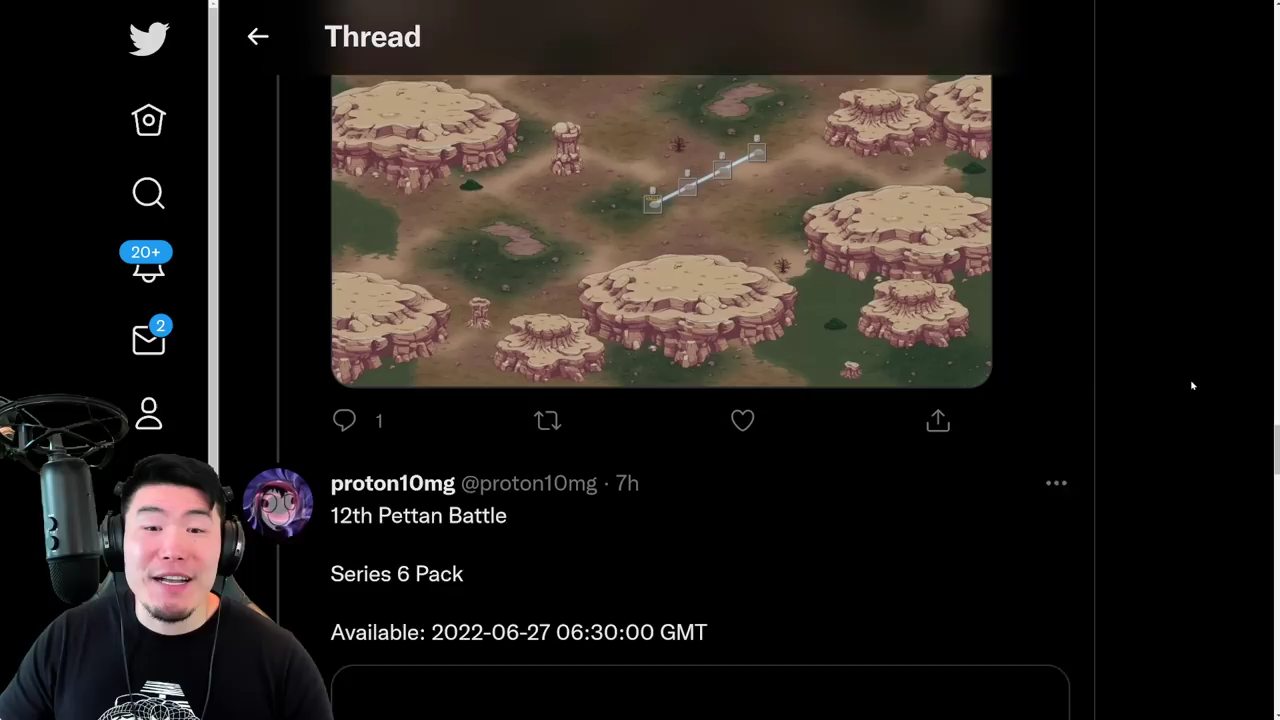 Thread
20+
2
1
proton10mg @proton10mg · 7h
12th Pettan Battle
Series 6 Pack
Available: 2022-06-27 06:30:00 GMT